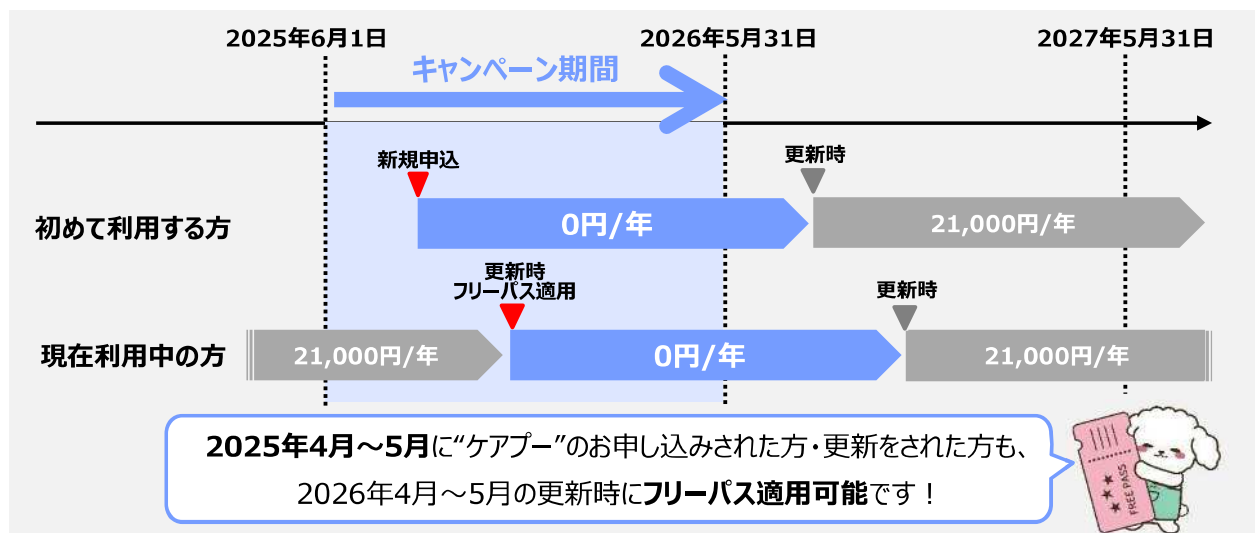 2025年6月1日
2026年5月31日
2027年5月31日
キャンペーン期間
新規申込
更新時
初めて利用する方
0円/年
21,000円/年
更新時
フリーパス適用
更新時
現在利用中の方
21,000円/年
0円/年
21,000円/年
2025年4月～5月に“ケアプー”のお申し込みされた方・更新をされた方も、
2026年4月～5月の更新時にフリーパス適用可能です！
FREE PASS